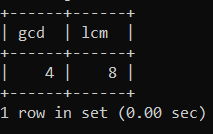 +------+------+
| gcd  | lcm  |
+------+------+
|    4 |    8 |
+------+------+
1 row in set (0.00 sec)